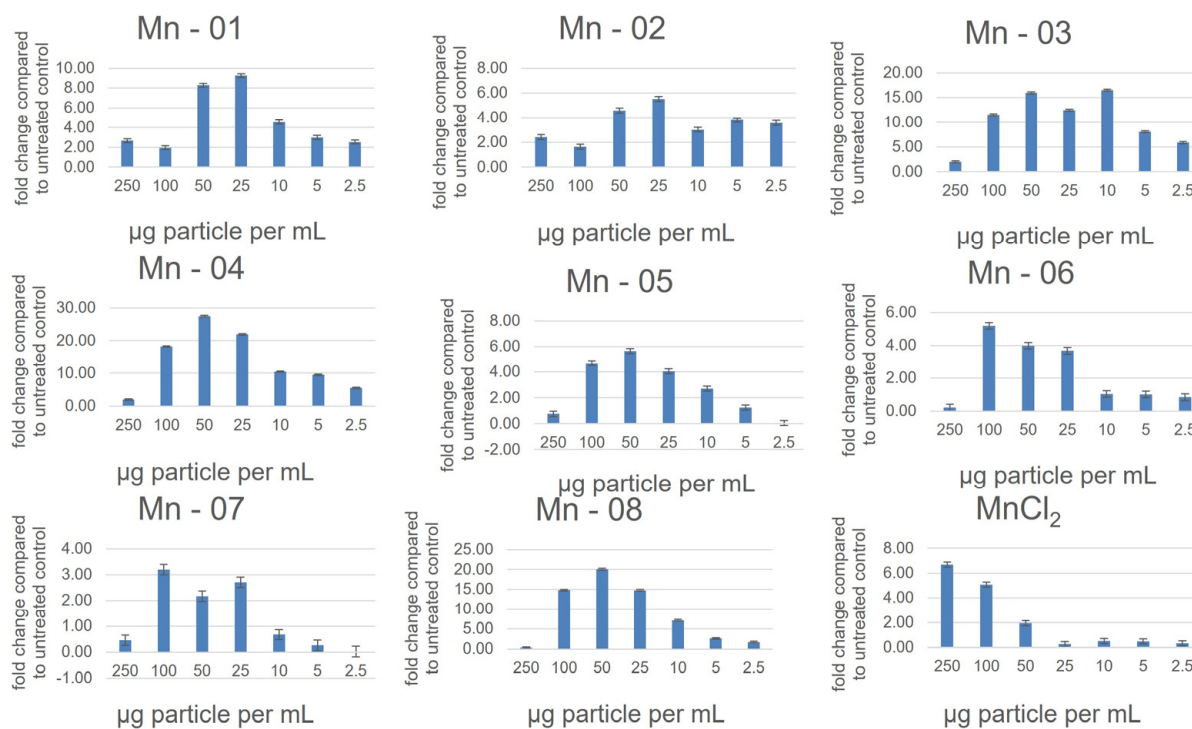 Mn - 01
fold change compared
to untreated control
10.00
8.00
6.00
4.00
2.00
0.00
250 100 50 25 10 5 2.5
µg particle per mL
Mn - 02
fold change compared
to untreated control
8.00
6.00
4.00
2.00
0.00
250 100 50 25 10 5 2.5
µg particle per mL
Mn - 03
fold change compared
to untreated control
20.00
15.00
10.00
5.00
0.00
250 100 50 25 10 5 2.5
µg particle per mL
Mn - 04
fold change compared
to untreated control
30.00
20.00
10.00
0.00
250 100 50 25 10 5 2.5
µg particle per mL
Mn - 05
fold change compared
to untreated control
8.00
6.00
4.00
2.00
0.00
-2.00
250 100 50 25 10 5 2.5
µg particle per mL
Mn - 06
fold change compared
to untreated control
6.00
4.00
2.00
0.00
250 100 50 25 10 5 2.5
µg particle per mL
Mn - 07
fold change compared
to untreated control
4.00
3.00
2.00
1.00
0.00
-1.00
250 100 50 25 10 5 2.5
µg particle per mL
Mn - 08
fold change compared
to untreated control
25.00
20.00
15.00
10.00
5.00
0.00
250 100 50 25 10 5 2.5
µg particle per mL
MnCl₂
fold change compared
to untreated control
8.00
6.00
4.00
2.00
0.00
250 100 50 25 10 5 2.5
µg particle per mL